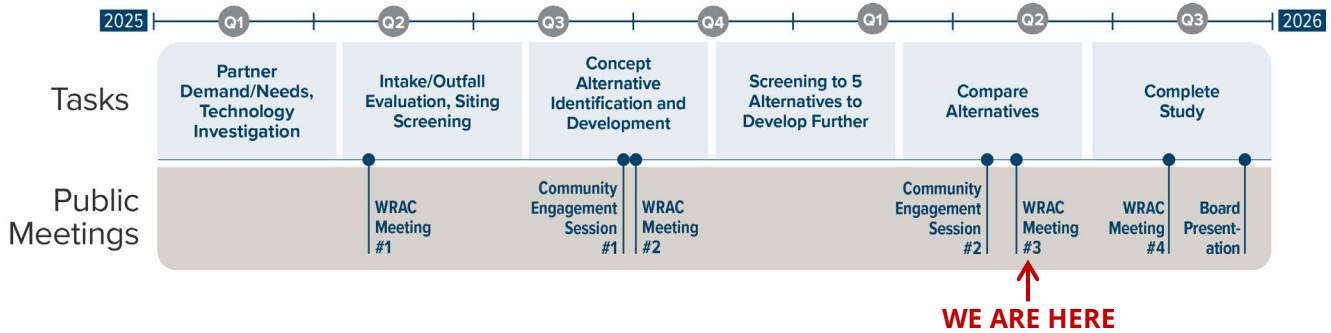 2025 Q1 Q2 Q3 Q4 Q1 Q2 Q3 2026
Tasks
Partner
Demand/Needs,
Technology
Investigation
Intake/Outfall
Evaluation, Siting
Screening
Concept
Alternative
Identification and
Development
Screening to 5
Alternatives to
Develop Further
Compare
Alternatives
Complete
Study
Public
Meetings
WRAC
Meeting
#1
Community
Engagement
Session
#1
WRAC
Meeting
#2
Community
Engagement
Session
#2
WRAC
Meeting
#3
WRAC
Meeting
#4
Board
Present-
ation
WE ARE HERE